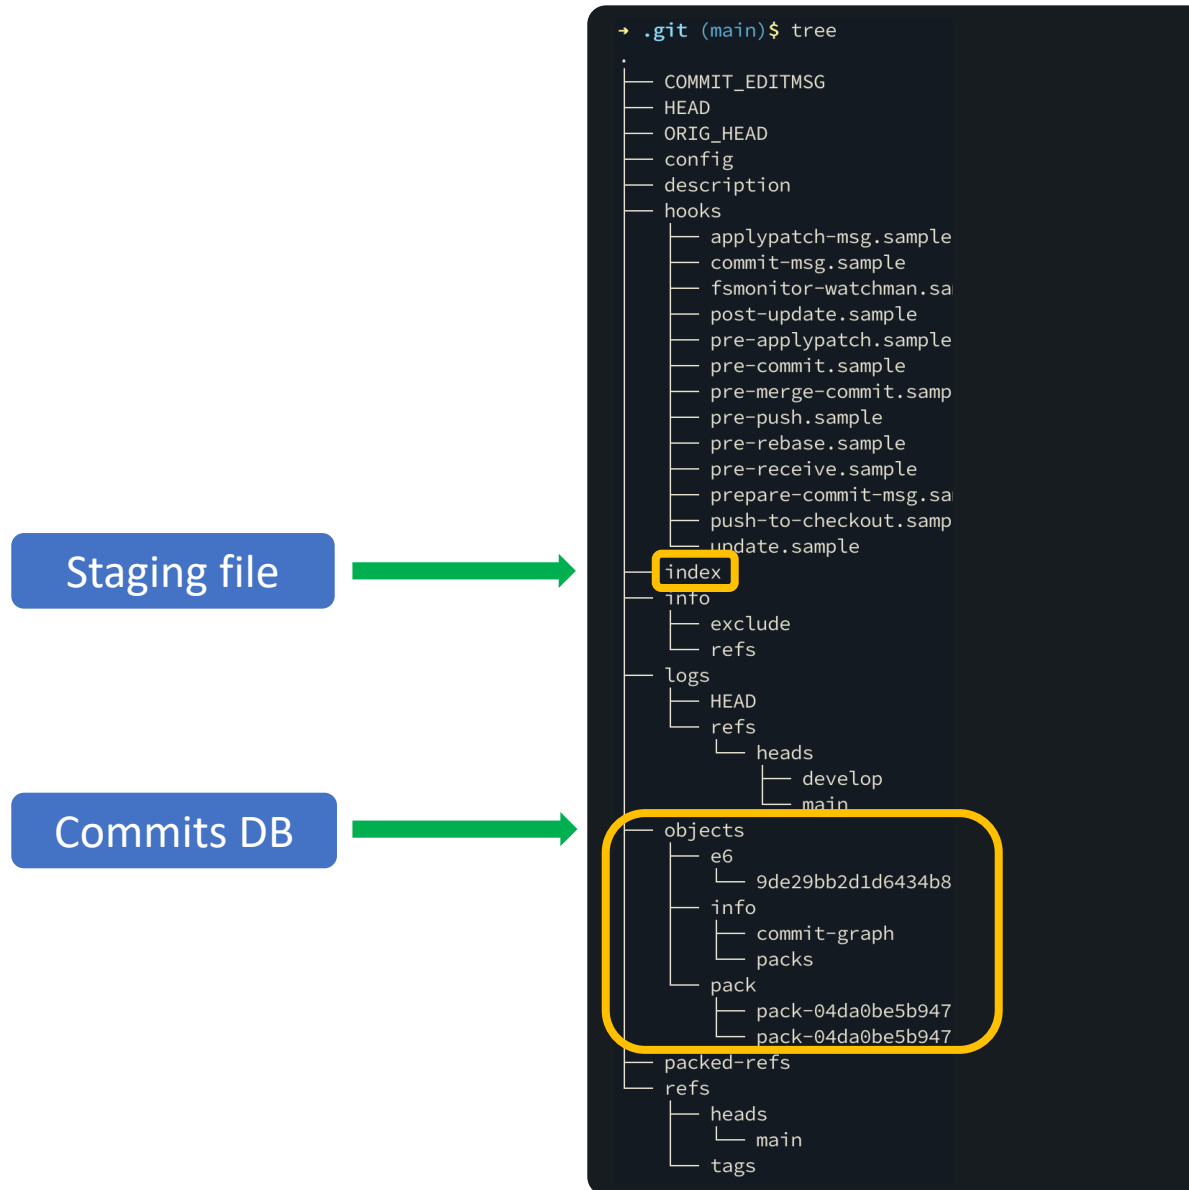 → .git (main)$ tree
.
├── COMMIT_EDITMSG
├── HEAD
├── ORIG_HEAD
├── config
├── description
├── hooks
│   ├── applypatch-msg.sample
│   ├── commit-msg.sample
│   ├── fsmonitor-watchman.sa
│   ├── post-update.sample
│   ├── pre-applypatch.sample
│   ├── pre-commit.sample
│   ├── pre-merge-commit.samp
│   ├── pre-push.sample
│   ├── pre-rebase.sample
│   ├── pre-receive.sample
│   ├── prepare-commit-msg.sa
│   ├── push-to-checkout.samp
│   └── update.sample
Staging file
├── index
├── info
│   ├── exclude
│   └── refs
├── logs
│   ├── HEAD
│   └── refs
│       └── heads
│           ├── develop
│           └── main
Commits DB
├── objects
│   ├── e6
│   │   └── 9de29bb2d1d6434b8
│   ├── info
│   │   ├── commit-graph
│   │   └── packs
│   └── pack
│       ├── pack-04da0be5b947
│       └── pack-04da0be5b947
├── packed-refs
└── refs
    ├── heads
    │   └── main
    └── tags